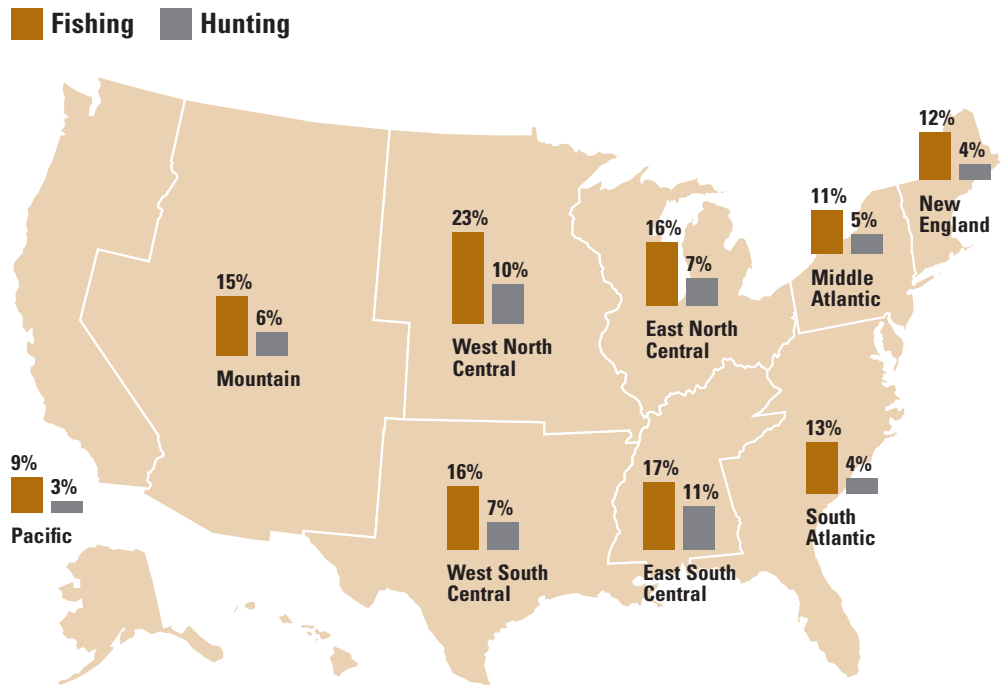 Fishing Hunting
12%
4%
New
England
11%
5%
Middle
Atlantic
23%
10%
West North
Central
16%
7%
East North
Central
15%
6%
Mountain
13%
4%
South
Atlantic
9%
3%
Pacific
16%
7%
West South
Central
17%
11%
East South
Central